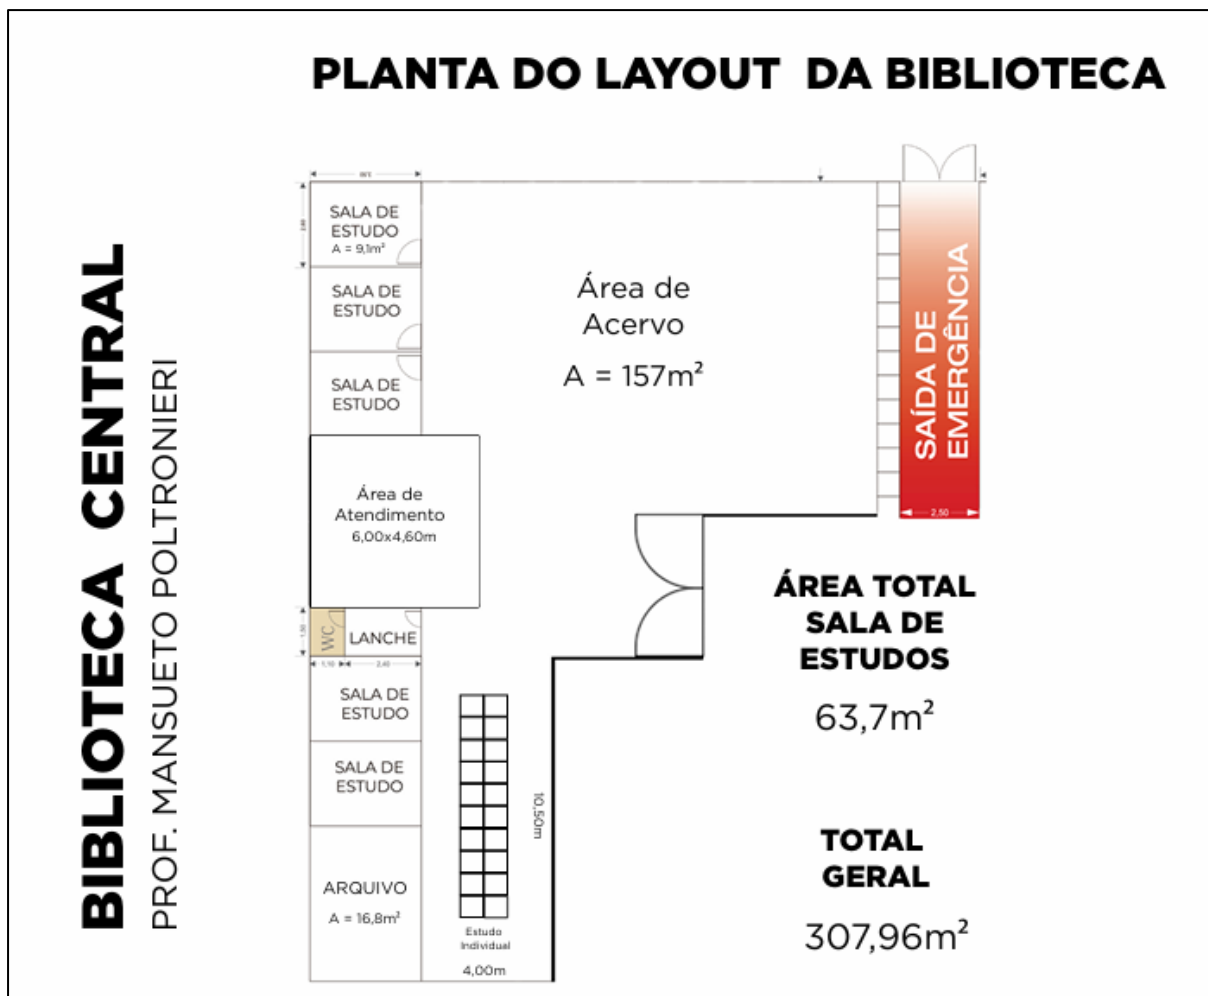 PLANTA DO LAYOUT DA BIBLIOTECA
BIBLIOTECA CENTRAL
PROF. MANSUETO POLTRONIERI
SALA DE
ESTUDO
A = 9,1m²
SALA DE
ESTUDO
SALA DE
ESTUDO
Área de
Acervo
A = 157m²
SAÍDA DE
EMERGÊNCIA
2,50
Área de
Atendimento
6,00x4,60m
1,50
WC
LANCHE
1,10
2,40
SALA DE
ESTUDO
SALA DE
ESTUDO
ARQUIVO
A = 16,8m²
10,50m
Estudo
Individual
4,00m
ÁREA TOTAL
SALA DE
ESTUDOS
63,7m²
TOTAL
GERAL
307,96m²